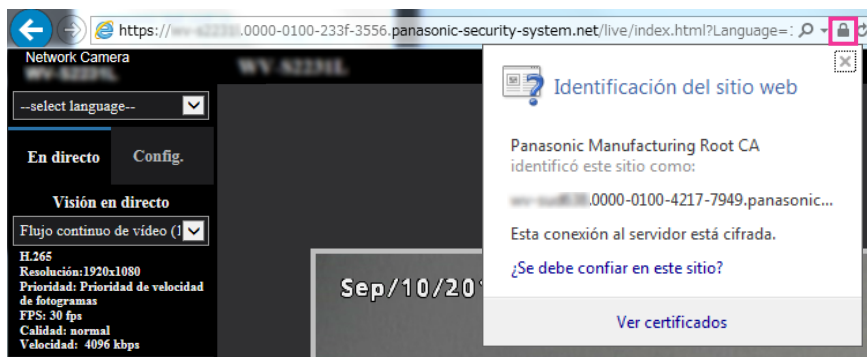 https:// .0000-0100-233f-3556.panasonic-security-system.net/live/index.html?Language=
Network Camera
--select language--
En directo Config.
Visión en directo
Flujo continuo de vídeo (1
H.265
Resolución:1920x1080
Prioridad: Prioridad de velocidad
de fotogramas
FPS: 30 fps
Calidad: normal
Velocidad: 4096 kbps
Sep/10/20
Identificación del sitio web
Panasonic Manufacturing Root CA
identificó este sitio como:
.0000-0100-4217-7949.panasonic...
Esta conexión al servidor está cifrada.
¿Se debe confiar en este sitio?
Ver certificados